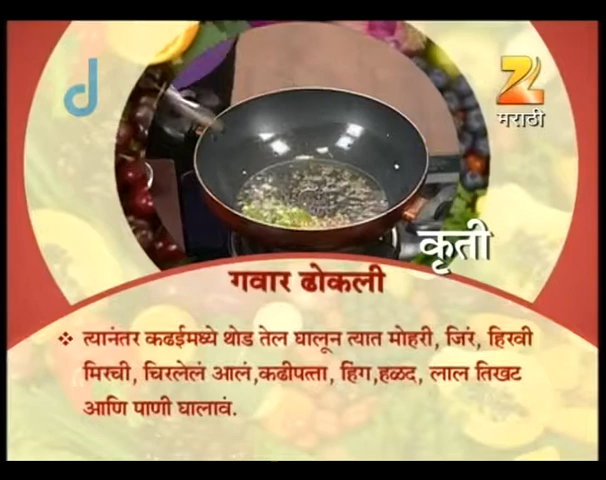 d
Z
मराठी
कृती
गवार ढोकली
❖ त्यानंतर कढईमध्ये थोड तेल घालून त्यात मोहरी, जिरं, हिरवी
मिरची, चिरलेलं आलं,कढीपत्ता, हिंग,हळद, लाल तिखट
आणि पाणी घालावं.